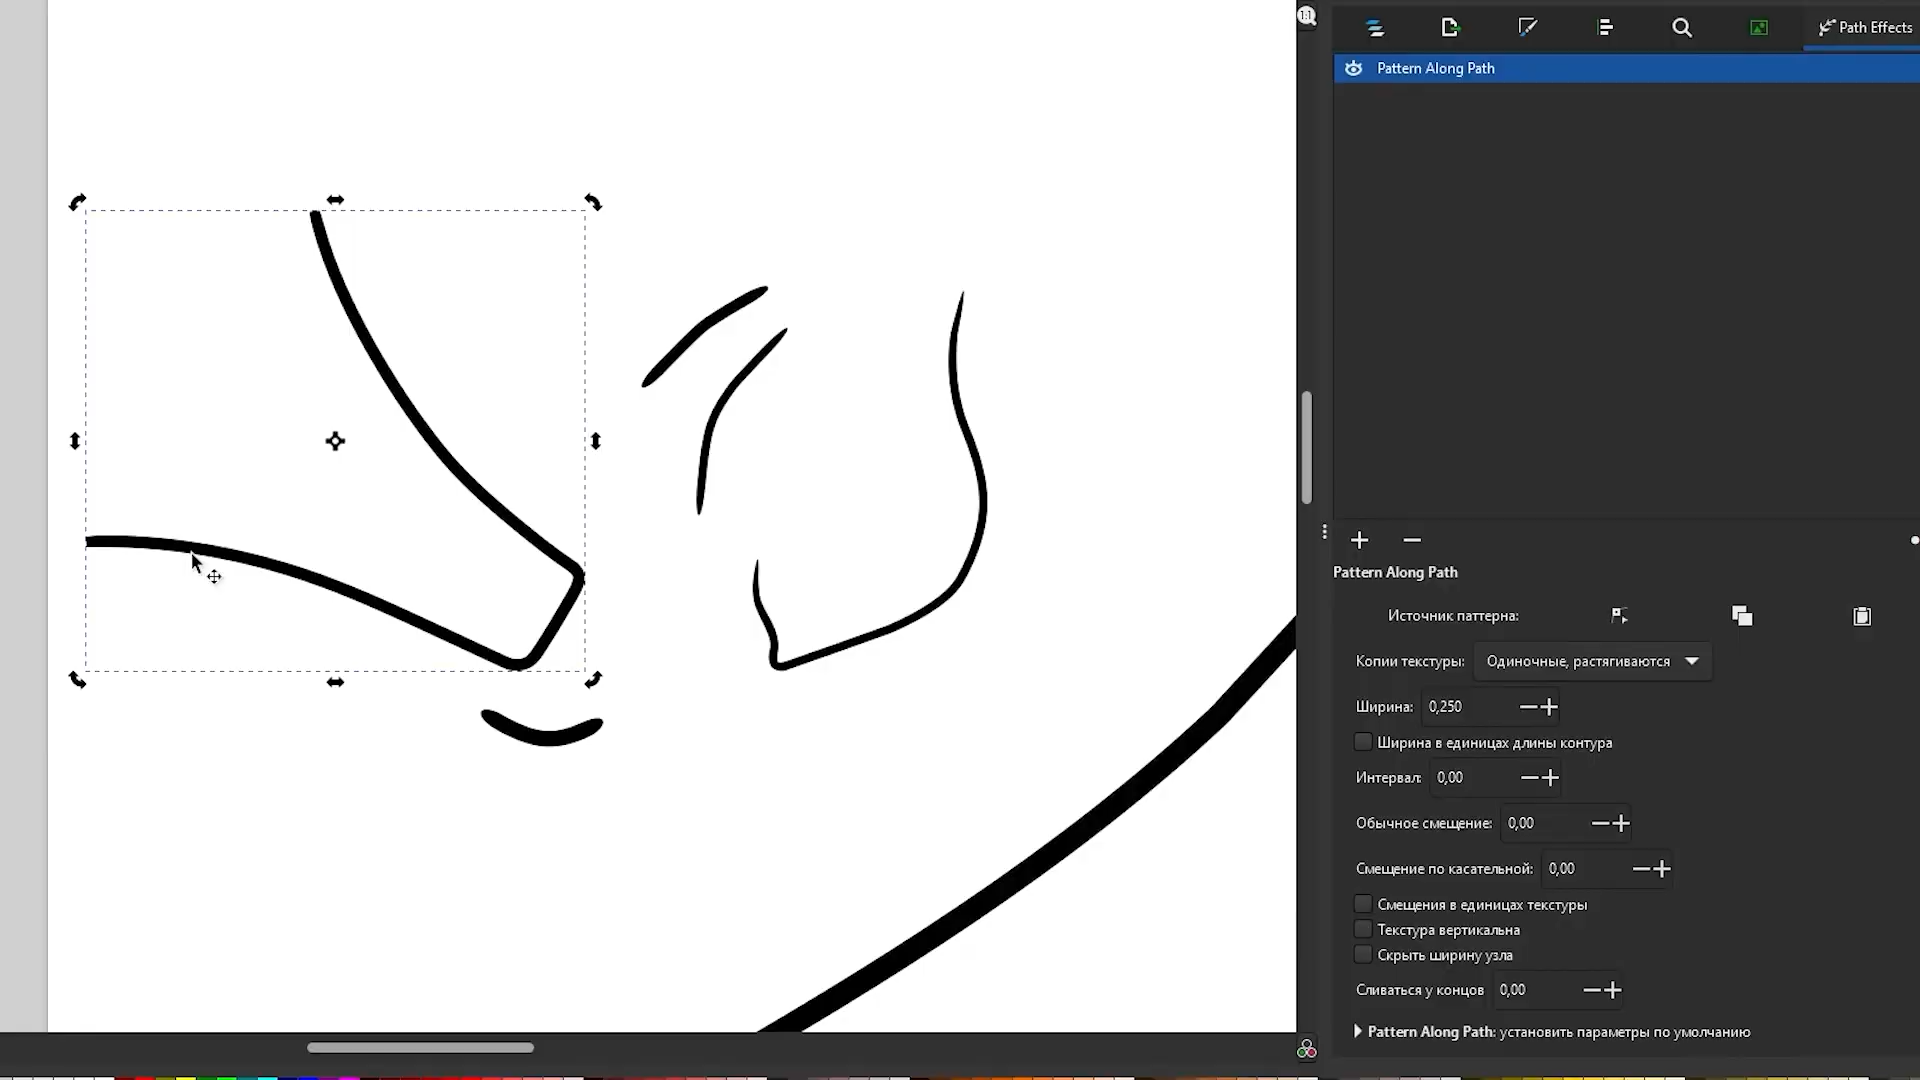 1:1
Path Effects
Pattern Along Path
Pattern Along Path
Источник паттерна:
Копии текстуры: Одиночные, растягиваются
Ширина: 0,250
Ширина в единицах длины контура
Интервал: 0,00
Обычное смещение: 0,00
Смещение по касательной: 0,00
Смещения в единицах текстуры
Текстура вертикальна
Скрыть ширину узла
Сливаться у концов 0,00
Pattern Along Path: установить параметры по умолчанию